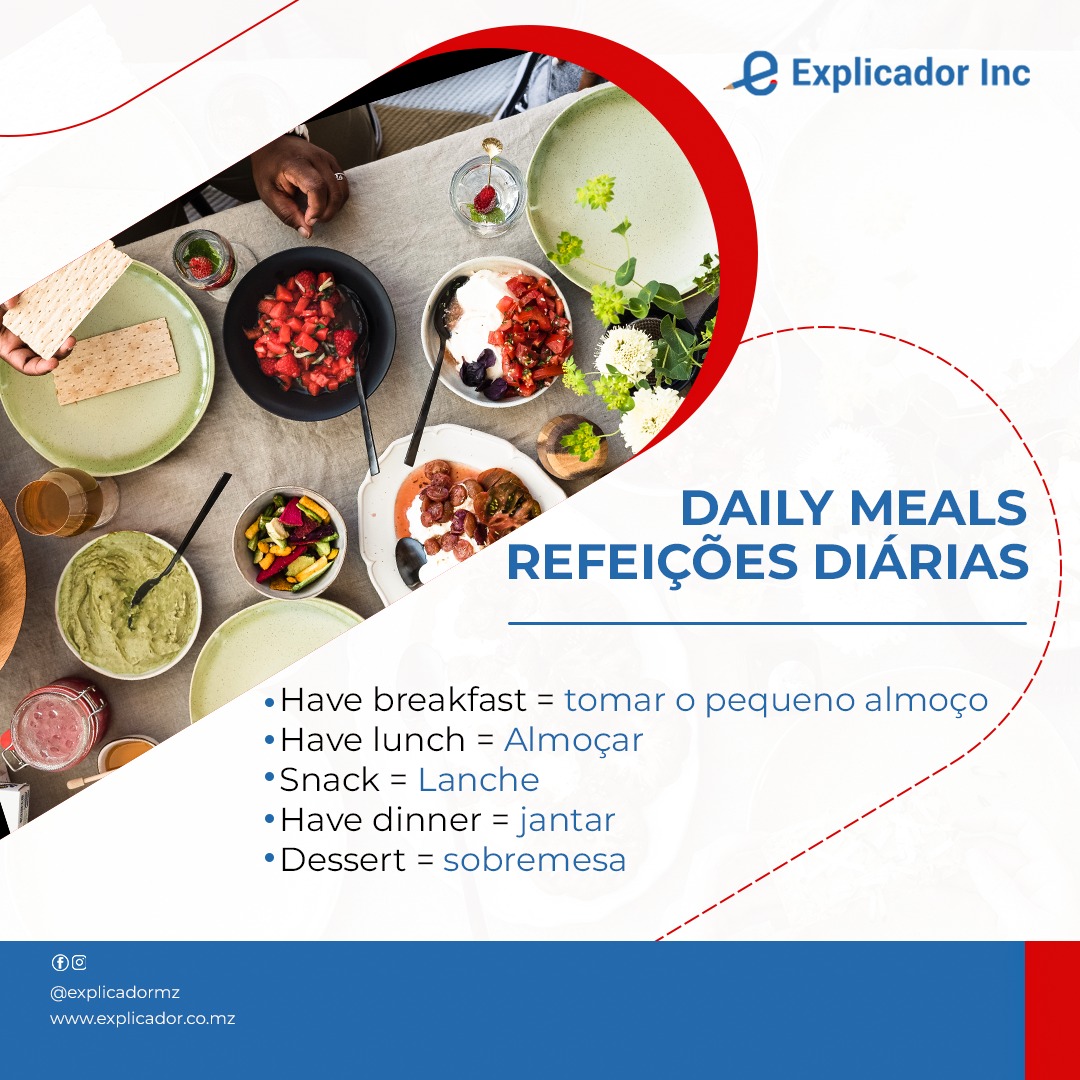 Explicador Inc
DAILY MEALS
REFEIÇÕES DIÁRIAS
•Have breakfast = tomar o pequeno almoço
•Have lunch = Almoçar
•Snack = Lanche
•Have dinner = jantar
•Dessert = sobremesa
@explicadormz
www.explicador.co.mz